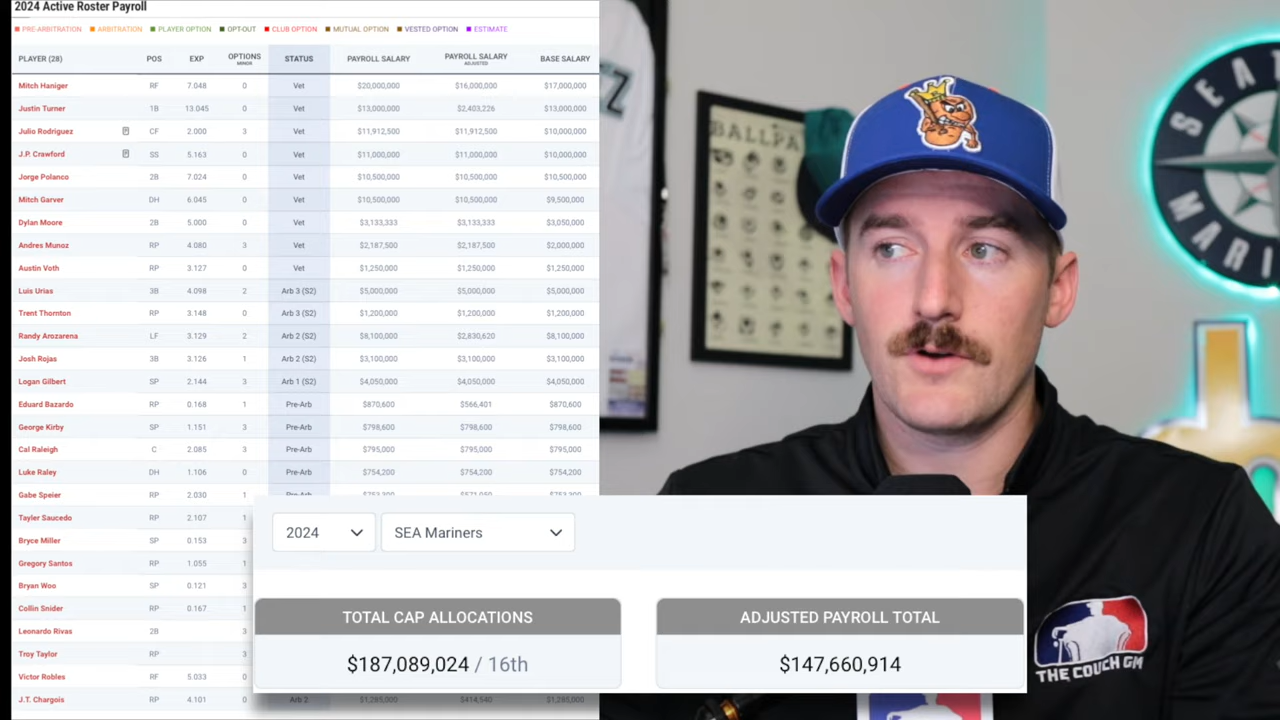 2024 Active Roster Payroll
PRE-ARBITRATION ARBITRATION PLAYER OPTION OPT-OUT CLUB OPTION MUTUAL OPTION VESTED OPTION ESTIMATE
PLAYER (28) POS EXP OPTIONS MINOR STATUS PAYROLL SALARY PAYROLL SALARY ADJUSTED BASE SALARY
Mitch Haniger RF 7.048 0 Vet $20,000,000 $16,000,000 $17,000,000
Justin Turner 1B 13.045 0 Vet $13,000,000 $2,403,226 $13,000,000
Julio Rodriguez CF 2.000 3 Vet $11,912,500 $11,912,500 $10,000,000
J.P. Crawford SS 5.163 0 Vet $11,000,000 $11,000,000 $10,000,000
Jorge Polanco 2B 7.024 0 Vet $10,500,000 $10,500,000 $10,500,000
Mitch Garver DH 6.045 0 Vet $10,500,000 $10,500,000 $9,500,000
Dylan Moore 2B 5.000 0 Vet $3,133,333 $3,133,333 $3,050,000
Andres Munoz RP 4.080 3 Vet $2,187,500 $2,187,500 $2,000,000
Austin Voth RP 3.127 0 Vet $1,250,000 $1,250,000 $1,250,000
Luis Urias 3B 4.098 2 Arb 3 (S2) $5,000,000 $5,000,000 $5,000,000
Trent Thornton RP 3.148 0 Arb 3 (S2) $1,200,000 $1,200,000 $1,200,000
Randy Arozarena LF 3.129 2 Arb 2 (S2) $8,100,000 $2,830,620 $8,100,000
Josh Rojas 3B 3.126 1 Arb 2 (S2) $3,100,000 $3,100,000 $3,100,000
Logan Gilbert SP 2.144 3 Arb 1 (S2) $4,050,000 $4,050,000 $4,050,000
Eduard Bazardo RP 0.168 1 Pre-Arb $870,600 $566,401 $870,600
George Kirby SP 1.151 3 Pre-Arb $798,600 $798,600 $798,600
Cal Raleigh C 2.085 3 Pre-Arb $795,000 $795,000 $795,000
Luke Raley DH 1.106 0 Pre-Arb $754,200 $754,200 $754,200
Gabe Speier RP 2.030 1 Pre-Arb
Tayler Saucedo RP 2.107 1
Bryce Miller SP 0.153 3
Gregory Santos RP 1.055 1
Bryan Woo SP 0.121 3
Collin Snider RP 0.167 1
Leonardo Rivas 2B 3
Troy Taylor RP 3
Victor Robles RF 5.033 0
J.T. Chargois RP 4.101 0 Arb 2 $1,285,000 $414,540 $1,285,000
2024 SEA Mariners
TOTAL CAP ALLOCATIONS
$187,089,024 / 16th
ADJUSTED PAYROLL TOTAL
$147,660,914
BALLPA
SEAT
MARI
THE COUCH GM